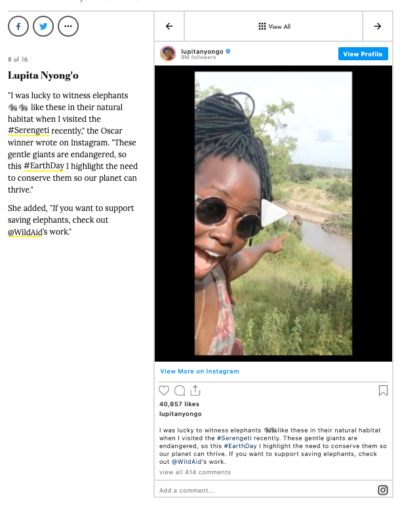 View All
8 of 16
Lupita Nyong'o
"I was lucky to witness elephants
🐘🐘 like these in their natural
habitat when I visited the
#Serengeti recently," the Oscar
winner wrote on Instagram. "These
gentle giants are endangered, so
this #EarthDay I highlight the need
to conserve them so our planet can
thrive."
She added, "If you want to support
saving elephants, check out
@WildAid's work."
lupitanyongo
9M followers
View Profile
View More on Instagram
40,857 likes
lupitanyongo
I was lucky to witness elephants 🐘🐘like these in their natural habitat
when I visited the #Serengeti recently. These gentle giants are
endangered, so this #EarthDay I highlight the need to conserve them so
our planet can thrive. If you want to support saving elephants, check
out @WildAid's work.
view all 414 comments
Add a comment...